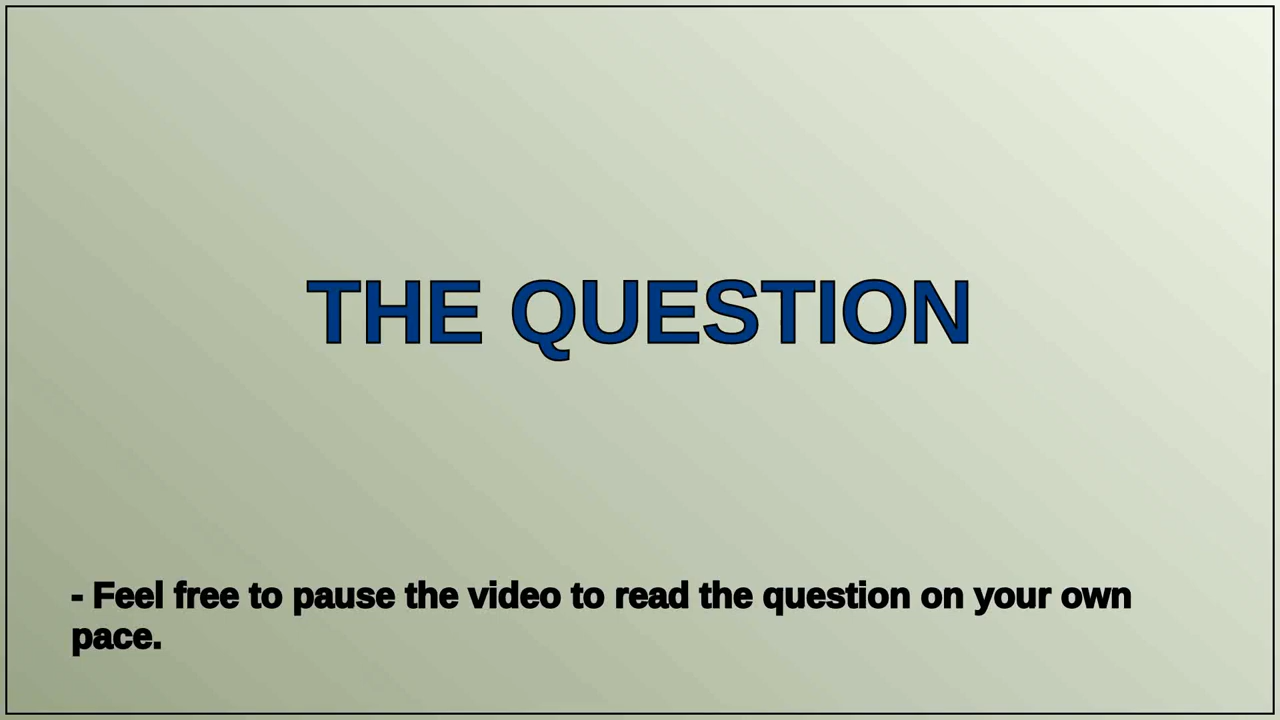 THE QUESTION
- Feel free to pause the video to read the question on your own
pace.